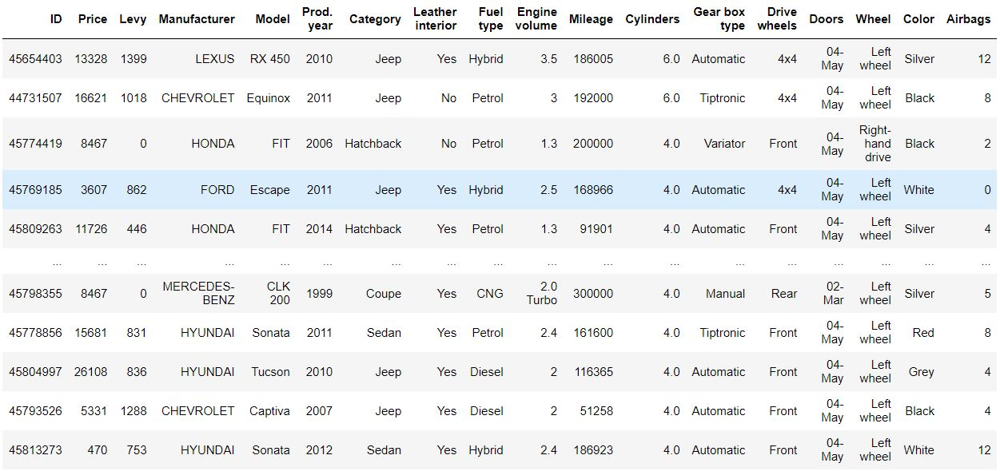 ID Price Levy Manufacturer Model Prod. year Category Leather interior Fuel type Engine volume Mileage Cylinders Gear box type Drive wheels Doors Wheel Color Airbags
45654403 13328 1399 LEXUS RX 450 2010 Jeep Yes Hybrid 3.5 186005 6.0 Automatic 4x4 04-May Left wheel Silver 12
44731507 16621 1018 CHEVROLET Equinox 2011 Jeep No Petrol 3 192000 6.0 Tiptronic 4x4 04-May Left wheel Black 8
45774419 8467 0 HONDA FIT 2006 Hatchback No Petrol 1.3 200000 4.0 Variator Front 04-May Right-hand drive Black 2
45769185 3607 862 FORD Escape 2011 Jeep Yes Hybrid 2.5 168966 4.0 Automatic 4x4 04-May Left wheel White 0
45809263 11726 446 HONDA FIT 2014 Hatchback Yes Petrol 1.3 91901 4.0 Automatic Front 04-May Left wheel Silver 4
... ... ... ... ... ... ... ... ... ... ... ... ... ... ... ... ... ...
45798355 8467 0 MERCEDES-BENZ CLK 200 1999 Coupe Yes CNG 2.0 Turbo 300000 4.0 Manual Rear 02-Mar Left wheel Silver 5
45778856 15681 831 HYUNDAI Sonata 2011 Sedan Yes Petrol 2.4 161600 4.0 Tiptronic Front 04-May Left wheel Red 8
45804997 26108 836 HYUNDAI Tucson 2010 Jeep Yes Diesel 2 116365 4.0 Automatic Front 04-May Left wheel Grey 4
45793526 5331 1288 CHEVROLET Captiva 2007 Jeep Yes Diesel 2 51258 4.0 Automatic Front 04-May Left wheel Black 4
45813273 470 753 HYUNDAI Sonata 2012 Sedan Yes Hybrid 2.4 186923 4.0 Automatic Front 04-May Left wheel White 12